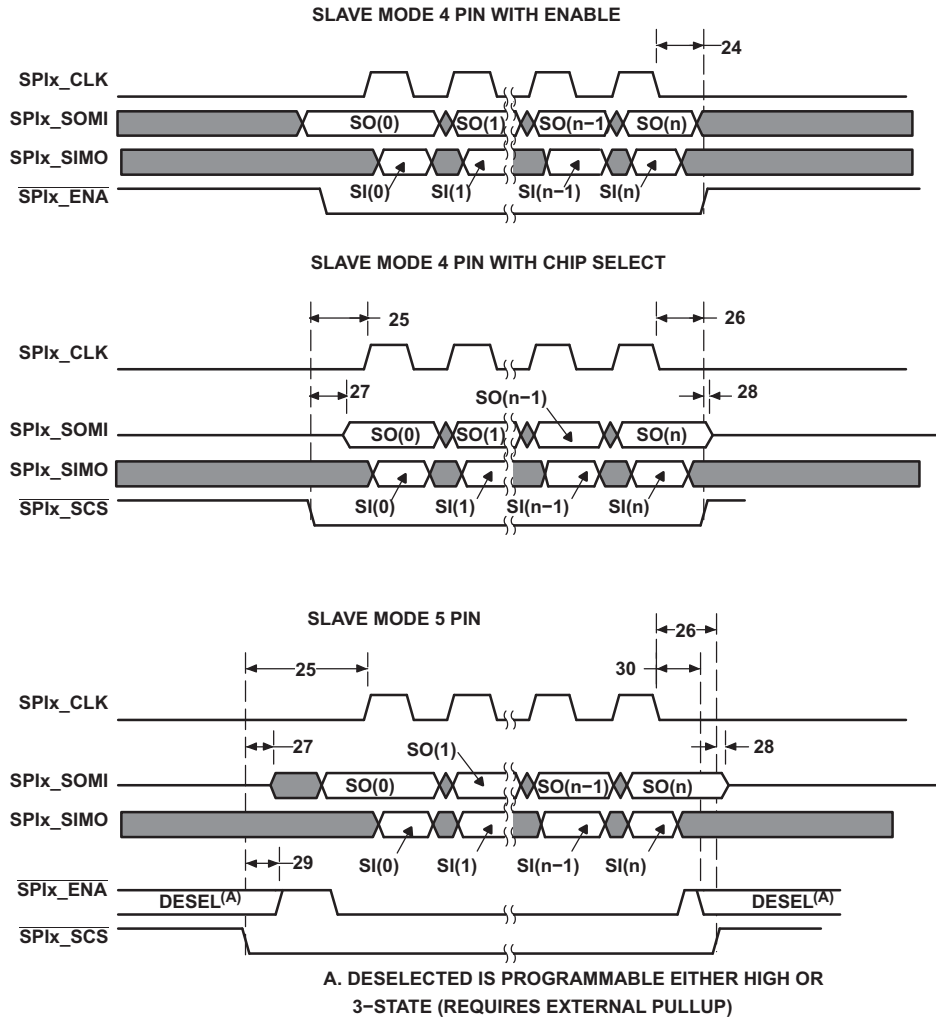 SLAVE MODE 4 PIN WITH ENABLE
24
SPIx_CLK
SPIx_SOMI
SO(0) SO(1) SO(n−1 SO(n)
SPIx_SIMO
SI(0) SI(1) SI(n−1) SI(n)
SPIx_ENA
SLAVE MODE 4 PIN WITH CHIP SELECT
25 26
SPIx_CLK
27 SO(n−1) 28
SPIx_SOMI
SO(0) SO(1) SO(n)
SPIx_SIMO
SI(0) SI(1) SI(n−1) SI(n)
SPIx_SCS
SLAVE MODE 5 PIN
26
25 30
SPIx_CLK
27 SO(1) 28
SPIx_SOMI
SO(0) SO(n−1) SO(n)
SPIx_SIMO
29 SI(0) SI(1) SI(n−1) SI(n)
SPIx_ENA
DESEL(A) DESEL(A)
SPIx_SCS
A. DESELECTED IS PROGRAMMABLE EITHER HIGH OR
3−STATE (REQUIRES EXTERNAL PULLUP)